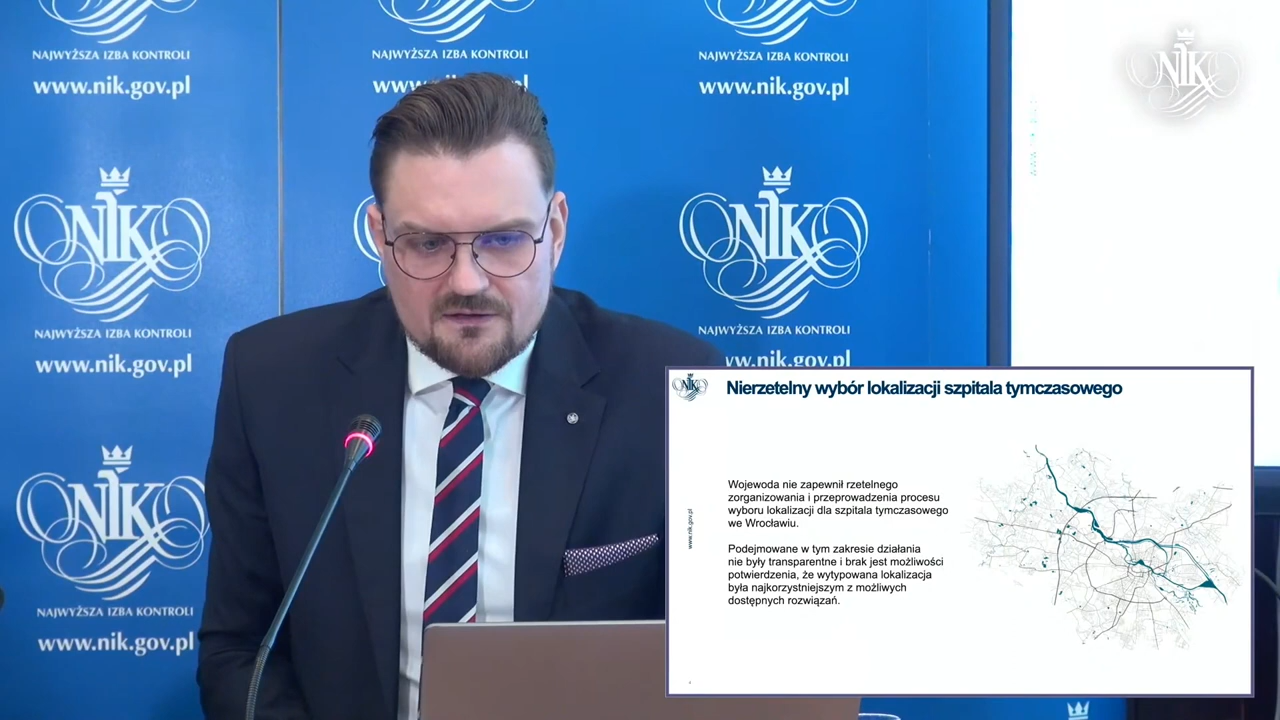 NAJWYŻSZA IZBA KONTROLI
www.nik.gov.pl
NAJWYŻSZA IZBA KONTROLI
www.nik.gov.pl
NAJWYŻSZA IZBA KONTROLI
www.nik.gov.pl
NIK
NIK
NAJWYŻSZA IZBA KONTROLI
www.nik.gov.pl
NIK
NAJWYŻSZA IZBA KONTROLI
www.nik.gov.pl
NIK
NAJWYŻSZA IZBA KONTROLI
www.nik.gov.pl
NIK
Nierzetelny wybór lokalizacji szpitala tymczasowego
Wojewoda nie zapewnił rzetelnego
zorganizowania i przeprowadzenia procesu
wyboru lokalizacji dla szpitala tymczasowego
we Wrocławiu.
Podejmowane w tym zakresie działania
nie były transparentne i brak jest możliwości
potwierdzenia, że wytypowana lokalizacja
była najkorzystniejszym z możliwych
dostępnych rozwiązań.
www.nik.gov.pl